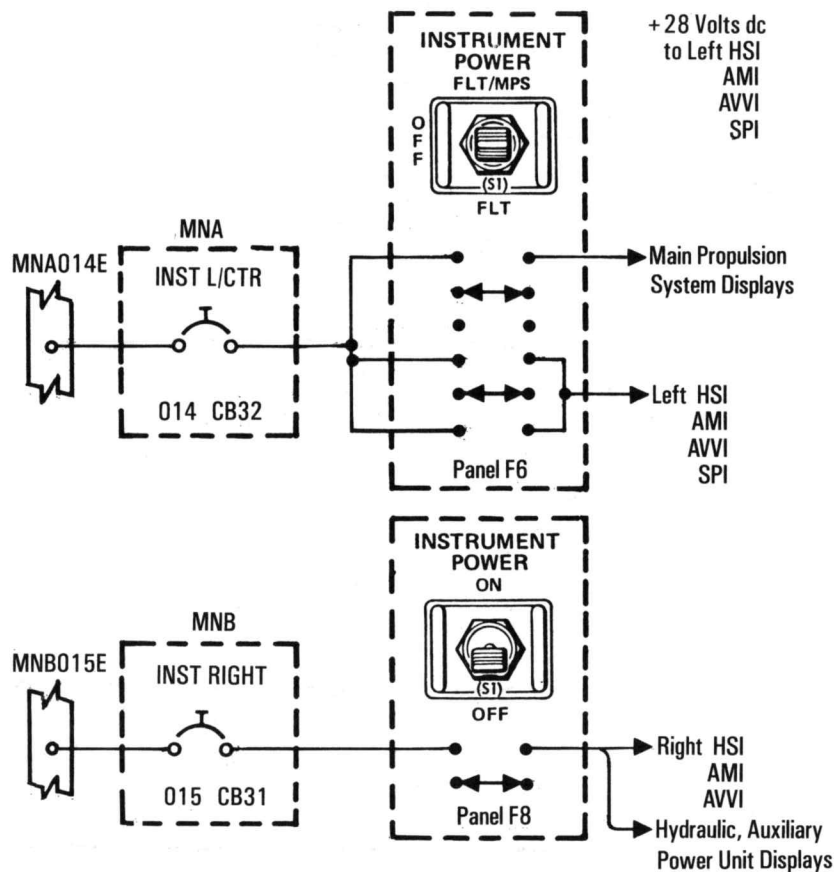 +28 Volts dc
to Left HSI
AMI
AVVI
SPI
INSTRUMENT
POWER
FLT/MPS
OFF
(S1)
FLT
MNA
MNA014E
INST L/CTR
014 CB32
Main Propulsion
System Displays
Left HSI
AMI
AVVI
SPI
Panel F6
INSTRUMENT
POWER
ON
(S1)
OFF
MNB
MNB015E
INST RIGHT
015 CB31
Right HSI
AMI
AVVI
Panel F8
Hydraulic, Auxiliary
Power Unit Displays